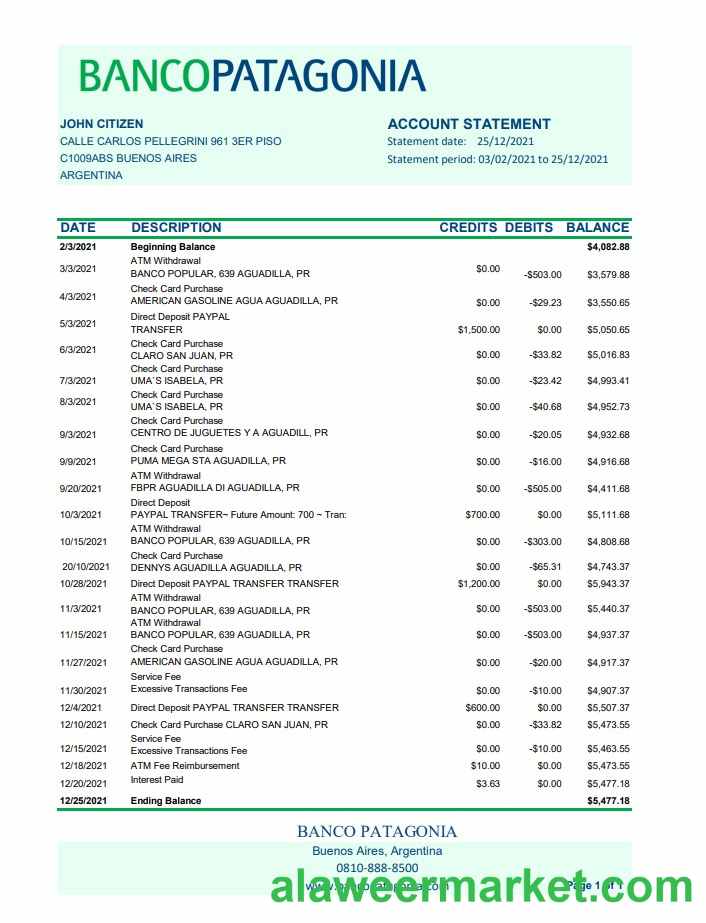 BANCOPATAGONIA
JOHN CITIZEN
CALLE CARLOS PELLEGRINI 961 3ER PISO
C1009ABS BUENOS AIRES
ARGENTINA
ACCOUNT STATEMENT
Statement date: 25/12/2021
Statement period: 03/02/2021 to 25/12/2021
DATE DESCRIPTION CREDITS DEBITS BALANCE
2/3/2021 Beginning Balance $4,082.88
ATM Withdrawal
3/3/2021 BANCO POPULAR, 639 AGUADILLA, PR $0.00 -$503.00 $3,579.88
Check Card Purchase
4/3/2021 AMERICAN GASOLINE AGUA AGUADILLA, PR $0.00 -$29.23 $3,550.65
Direct Deposit PAYPAL
5/3/2021 TRANSFER $1,500.00 $0.00 $5,050.65
Check Card Purchase
6/3/2021 CLARO SAN JUAN, PR $0.00 -$33.82 $5,016.83
Check Card Purchase
7/3/2021 UMA`S ISABELA, PR $0.00 -$23.42 $4,993.41
Check Card Purchase
8/3/2021 UMA`S ISABELA, PR $0.00 -$40.68 $4,952.73
Check Card Purchase
9/3/2021 CENTRO DE JUGUETES Y A AGUADILL, PR $0.00 -$20.05 $4,932.68
Check Card Purchase
9/9/2021 PUMA MEGA STA AGUADILLA, PR $0.00 -$16.00 $4,916.68
ATM Withdrawal
9/20/2021 FBPR AGUADILLA DI AGUADILLA, PR $0.00 -$505.00 $4,411.68
Direct Deposit
10/3/2021 PAYPAL TRANSFER~ Future Amount: 700 ~ Tran: $700.00 $0.00 $5,111.68
ATM Withdrawal
10/15/2021 BANCO POPULAR, 639 AGUADILLA, PR $0.00 -$303.00 $4,808.68
Check Card Purchase
20/10/2021 DENNYS AGUADILLA AGUADILLA, PR $0.00 -$65.31 $4,743.37
10/28/2021 Direct Deposit PAYPAL TRANSFER TRANSFER $1,200.00 $0.00 $5,943.37
ATM Withdrawal
11/3/2021 BANCO POPULAR, 639 AGUADILLA, PR $0.00 -$503.00 $5,440.37
ATM Withdrawal
11/15/2021 BANCO POPULAR, 639 AGUADILLA, PR $0.00 -$503.00 $4,937.37
Check Card Purchase
11/27/2021 AMERICAN GASOLINE AGUA AGUADILLA, PR $0.00 -$20.00 $4,917.37
Service Fee
11/30/2021 Excessive Transactions Fee $0.00 -$10.00 $4,907.37
12/4/2021 Direct Deposit PAYPAL TRANSFER TRANSFER $600.00 $0.00 $5,507.37
12/10/2021 Check Card Purchase CLARO SAN JUAN, PR $0.00 -$33.82 $5,473.55
Service Fee
12/15/2021 Excessive Transactions Fee $0.00 -$10.00 $5,463.55
12/18/2021 ATM Fee Reimbursement $10.00 $0.00 $5,473.55
12/20/2021 Interest Paid $3.63 $0.00 $5,477.18
12/25/2021 Ending Balance $5,477.18
BANCO PATAGONIA
Buenos Aires, Argentina
0810-888-8500
www.bancopatagonia.com
Page 1 of 1
alaweermarket.com